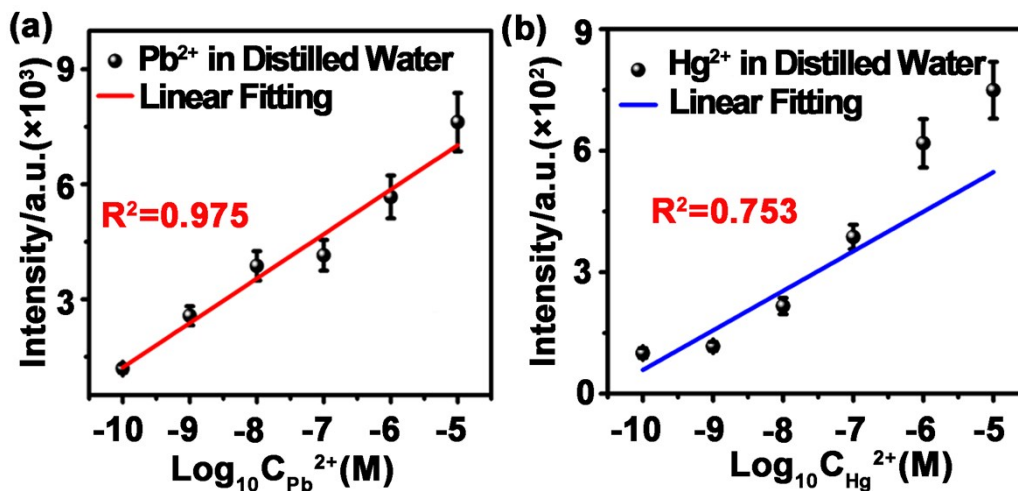 (a)
Pb²⁺ in Distilled Water
Linear Fitting
R²=0.975
Intensity/a.u.(×10³)
9
6
3
-10 -9 -8 -7 -6 -5
Log₁₀C_Pb²⁺(M)
(b)
Hg²⁺ in Distilled Water
Linear Fitting
R²=0.753
Intensity/a.u.(×10²)
9
6
3
0
-10 -9 -8 -7 -6 -5
Log₁₀C_Hg²⁺(M)